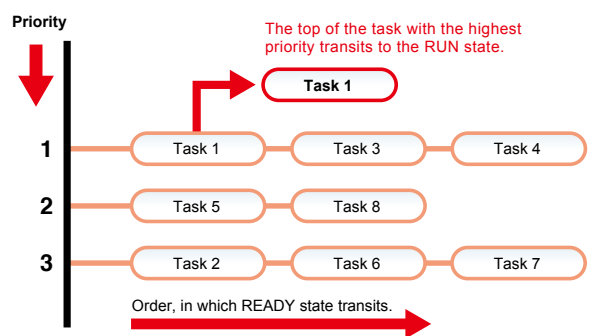 Priority
The top of the task with the highest
priority transits to the RUN state.
Task 1
1
Task 1
Task 3
Task 4
2
Task 5
Task 8
3
Task 2
Task 6
Task 7
Order, in which READY state transits.